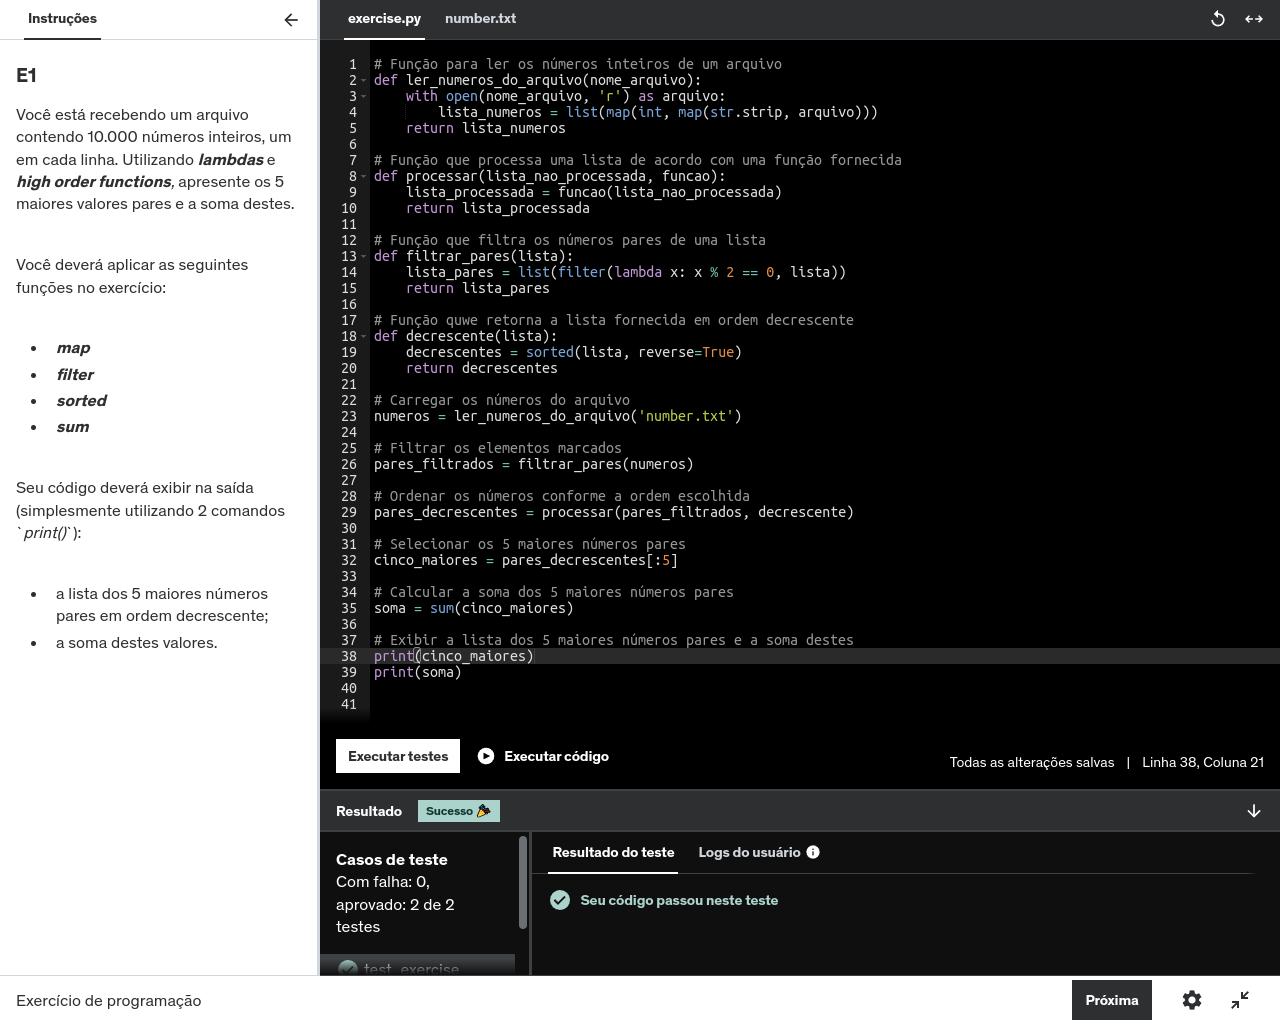 Instruções
exercise.py number.txt
E1
Você está recebendo um arquivo
contendo 10.000 números inteiros, um
em cada linha. Utilizando lambdas e
high order functions, apresente os 5
maiores valores pares e a soma destes.
Você deverá aplicar as seguintes
funções no exercício:
• map
• filter
• sorted
• sum
Seu código deverá exibir na saída
(simplesmente utilizando 2 comandos
`print()`):
• a lista dos 5 maiores números
pares em ordem decrescente;
• a soma destes valores.
1 # Função para ler os números inteiros de um arquivo
2 def ler_numeros_do_arquivo(nome_arquivo):
3     with open(nome_arquivo, 'r') as arquivo:
4         lista_numeros = list(map(int, map(str.strip, arquivo)))
5     return lista_numeros
6
7 # Função que processa uma lista de acordo com uma função fornecida
8 def processar(lista_nao_processada, funcao):
9     lista_processada = funcao(lista_nao_processada)
10     return lista_processada
11
12 # Função que filtra os números pares de uma lista
13 def filtrar_pares(lista):
14     lista_pares = list(filter(lambda x: x % 2 == 0, lista))
15     return lista_pares
16
17 # Função quwe retorna a lista fornecida em ordem decrescente
18 def decrescente(lista):
19     decrescentes = sorted(lista, reverse=True)
20     return decrescentes
21
22 # Carregar os números do arquivo
23 numeros = ler_numeros_do_arquivo('number.txt')
24
25 # Filtrar os elementos marcados
26 pares_filtrados = filtrar_pares(numeros)
27
28 # Ordenar os números conforme a ordem escolhida
29 pares_decrescentes = processar(pares_filtrados, decrescente)
30
31 # Selecionar os 5 maiores números pares
32 cinco_maiores = pares_decrescentes[:5]
33
34 # Calcular a soma dos 5 maiores números pares
35 soma = sum(cinco_maiores)
36
37 # Exibir a lista dos 5 maiores números pares e a soma destes
38 print(cinco_maiores)
39 print(soma)
40
41
Executar testes Executar código Todas as alterações salvas | Linha 38, Coluna 21
Resultado Sucesso
Casos de teste
Com falha: 0,
aprovado: 2 de 2
testes
test_exercise
Resultado do teste Logs do usuário
Seu código passou neste teste
Exercício de programação Próxima